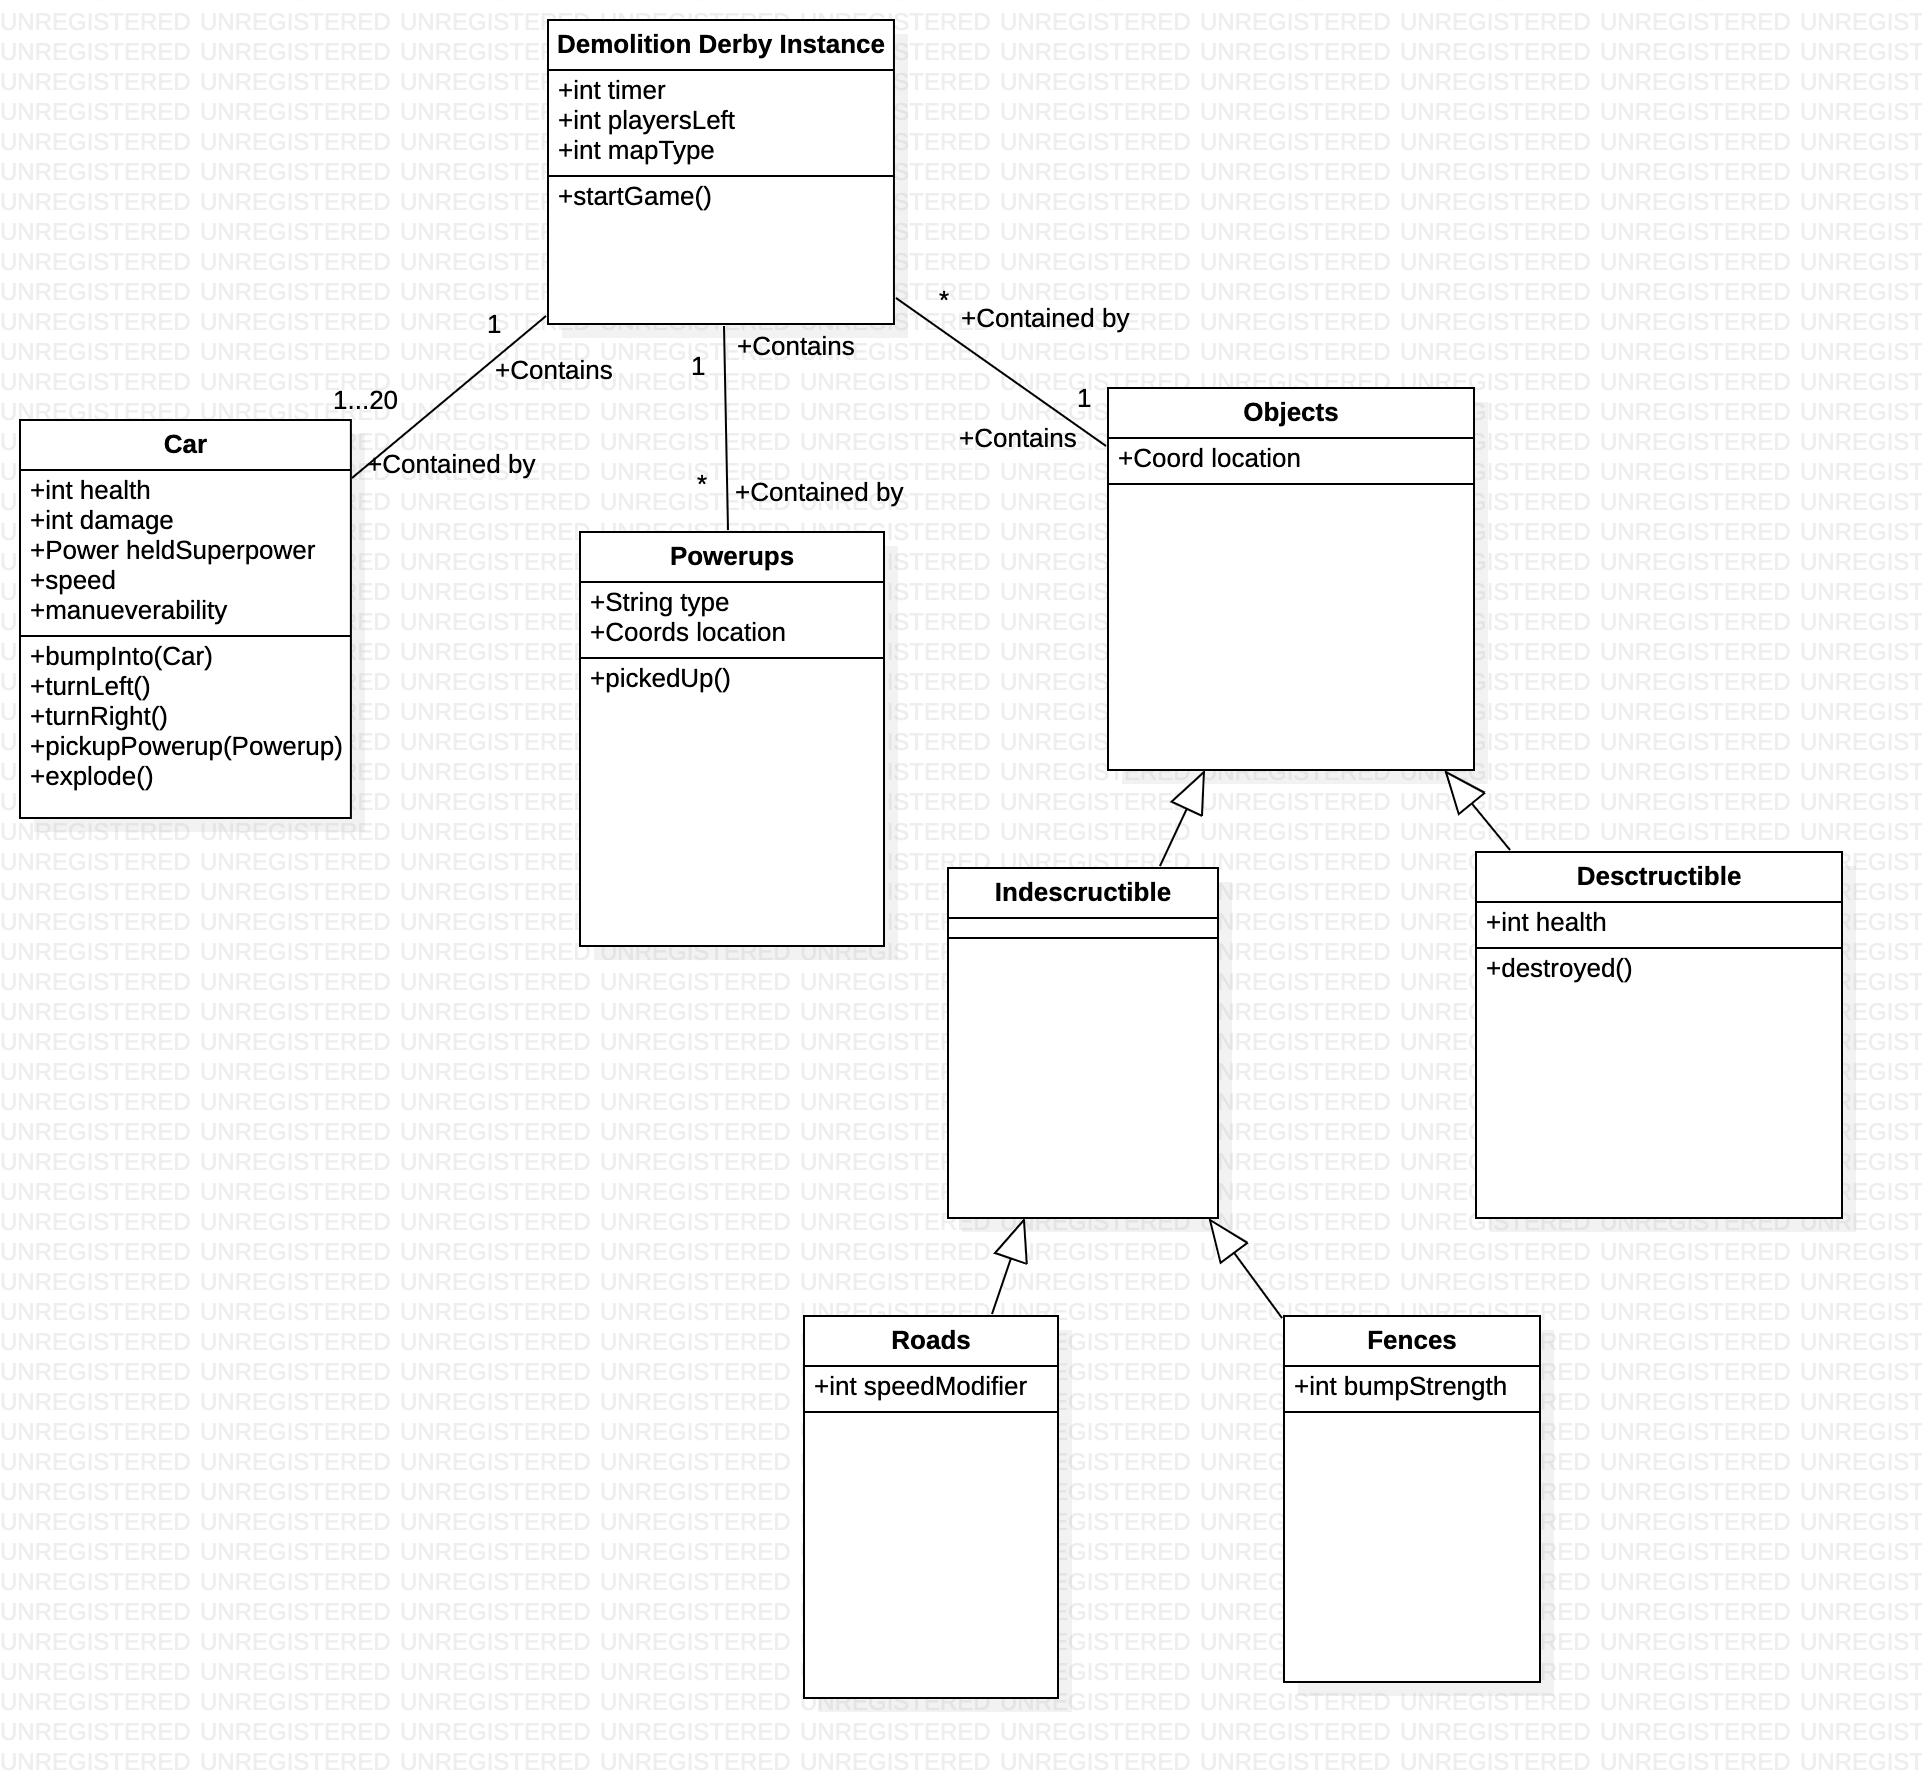 Demolition Derby Instance
+int timer
+int playersLeft
+int mapType
+startGame()
1
+Contains
1...20
+Contained by
+Contains
1
*
+Contained by
*
+Contained by
1
+Contains
Car
+int health
+int damage
+Power heldSuperpower
+speed
+manueverability
+bumpInto(Car)
+turnLeft()
+turnRight()
+pickupPowerup(Powerup)
+explode()
Powerups
+String type
+Coords location
+pickedUp()
Objects
+Coord location
Indescructible
Desctructible
+int health
+destroyed()
Roads
+int speedModifier
Fences
+int bumpStrength
UNREGISTERED